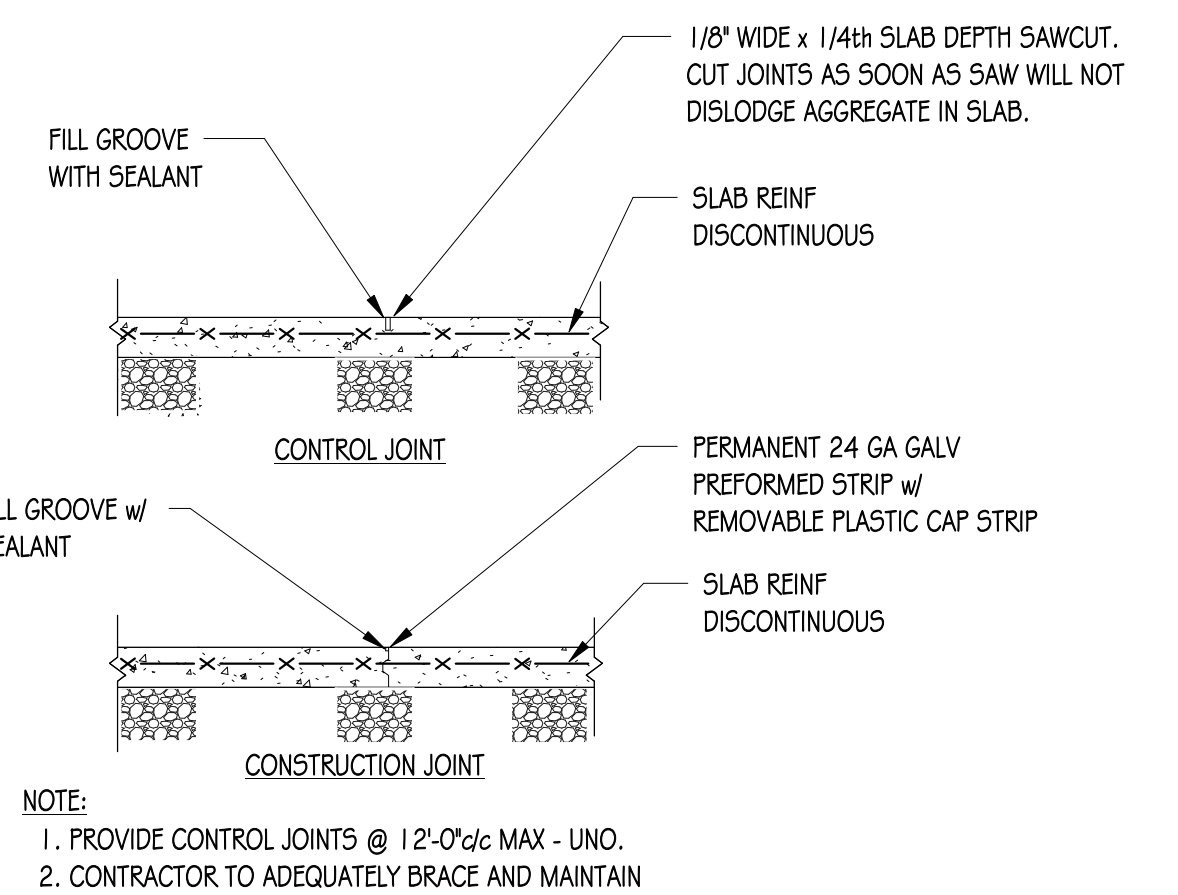 1/8" WIDE x 1/4th SLAB DEPTH SAWCUT.
CUT JOINTS AS SOON AS SAW WILL NOT
DISLODGE AGGREGATE IN SLAB.
FILL GROOVE
WITH SEALANT
SLAB REINF
DISCONTINUOUS
CONTROL JOINT
PERMANENT 24 GA GALV
PREFORMED STRIP w/
REMOVABLE PLASTIC CAP STRIP
LL GROOVE w/
EALANT
SLAB REINF
DISCONTINUOUS
CONSTRUCTION JOINT
NOTE:
1. PROVIDE CONTROL JOINTS @ 12'-0"c/c MAX - UNO.
2. CONTRACTOR TO ADEQUATELY BRACE AND MAINTAIN